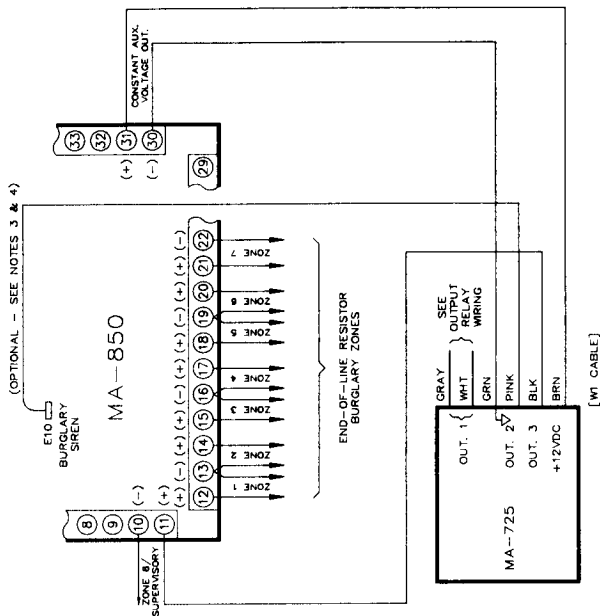 (OPTIONAL - SEE NOTES 3 & 4)
E10
BURGLARY
SIREN
MA-850
CONSTANT AUX.
VOLTAGE OUT.
33
32
31
30
(+)
(-)
29
8
9
10
11
(-)
(+)
ZONE 8/
SUPERVISORY
(+) (-) (+) (+) (-) (+) (+) (-) (+) (+) (-)
12 13 14 15 16 17 18 19 20 21 22
ZONE 1
ZONE 2
ZONE 3
ZONE 4
ZONE 5
ZONE 6
ZONE 7
END-OF-LINE RESISTOR
BURGLARY ZONES
SEE
OUTPUT
RELAY
WIRING
GRAY
WHT
GRN
PINK
BLK
BRN
OUT. 1
OUT. 2
OUT. 3
+12VDC
MA-725
[W1 CABLE]